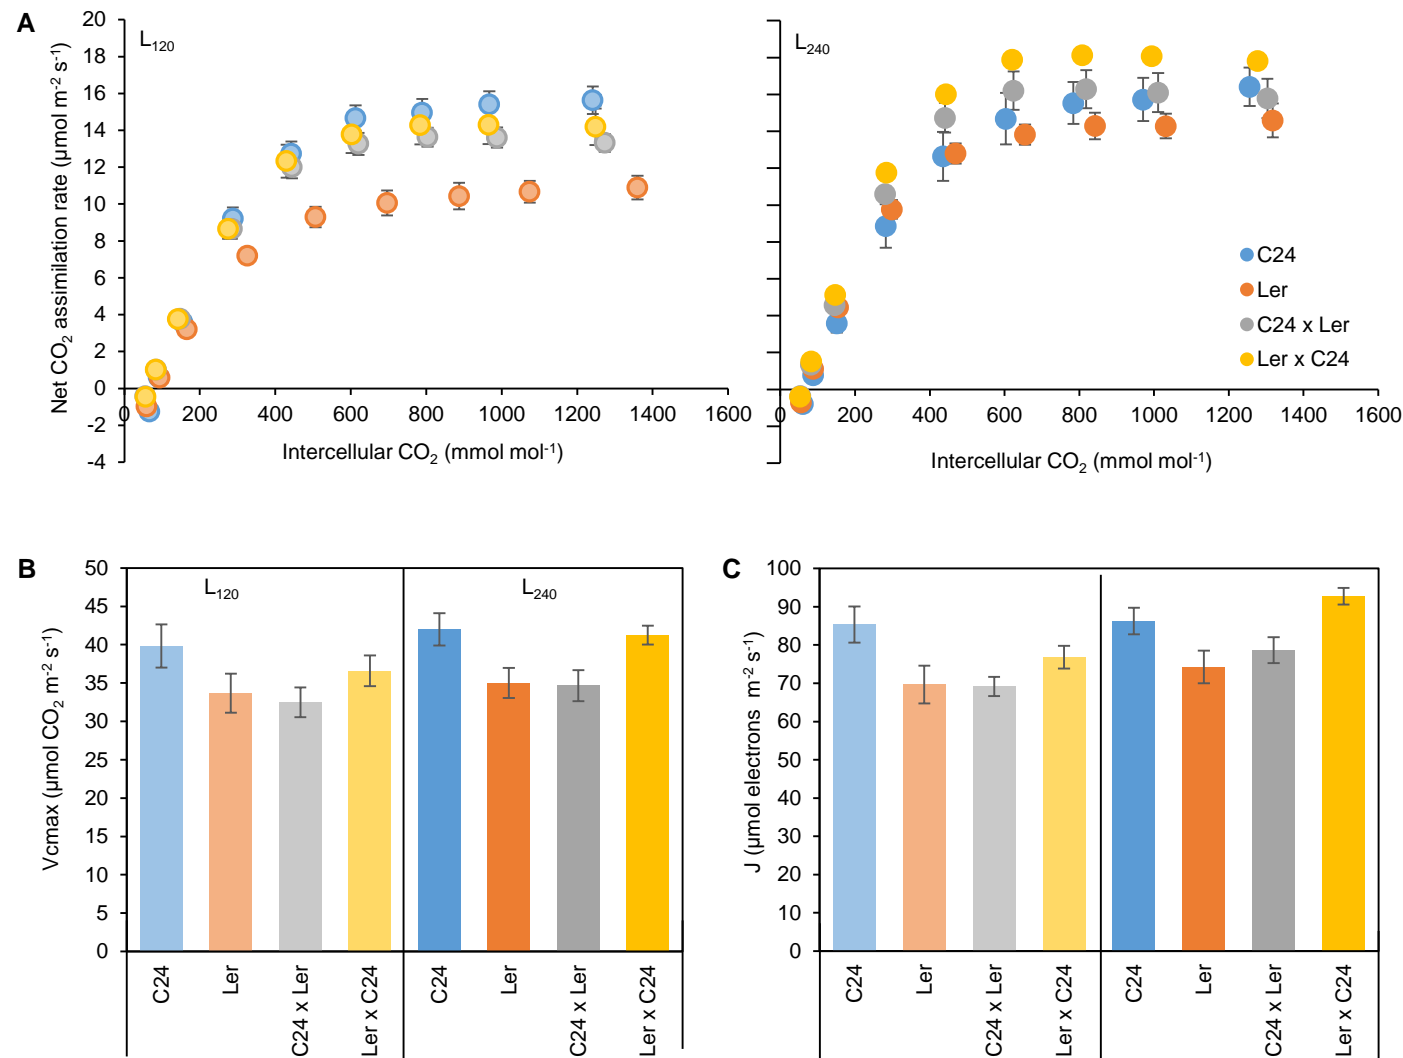 A
L120
Net CO2 assimilation rate (µmol m-2 s-1)
20
18
16
14
12
10
8
6
4
2
0
-2
-4
0 200 400 600 800 1000 1200 1400 1600
Intercellular CO2 (mmol mol-1)
L240
C24
Ler
C24 x Ler
Ler x C24
0 200 400 600 800 1000 1200 1400 1600
Intercellular CO2 (mmol mol-1)
B
L120 L240
Vcmax (µmol CO2 m-2 s-1)
50
45
40
35
30
25
20
15
10
5
0
C24
Ler
C24 x Ler
Ler x C24
C24
Ler
C24 x Ler
Ler x C24
C
J (µmol electrons m-2 s-1)
100
90
80
70
60
50
40
30
20
10
0
C24
Ler
C24 x Ler
Ler x C24
C24
Ler
C24 x Ler
Ler x C24